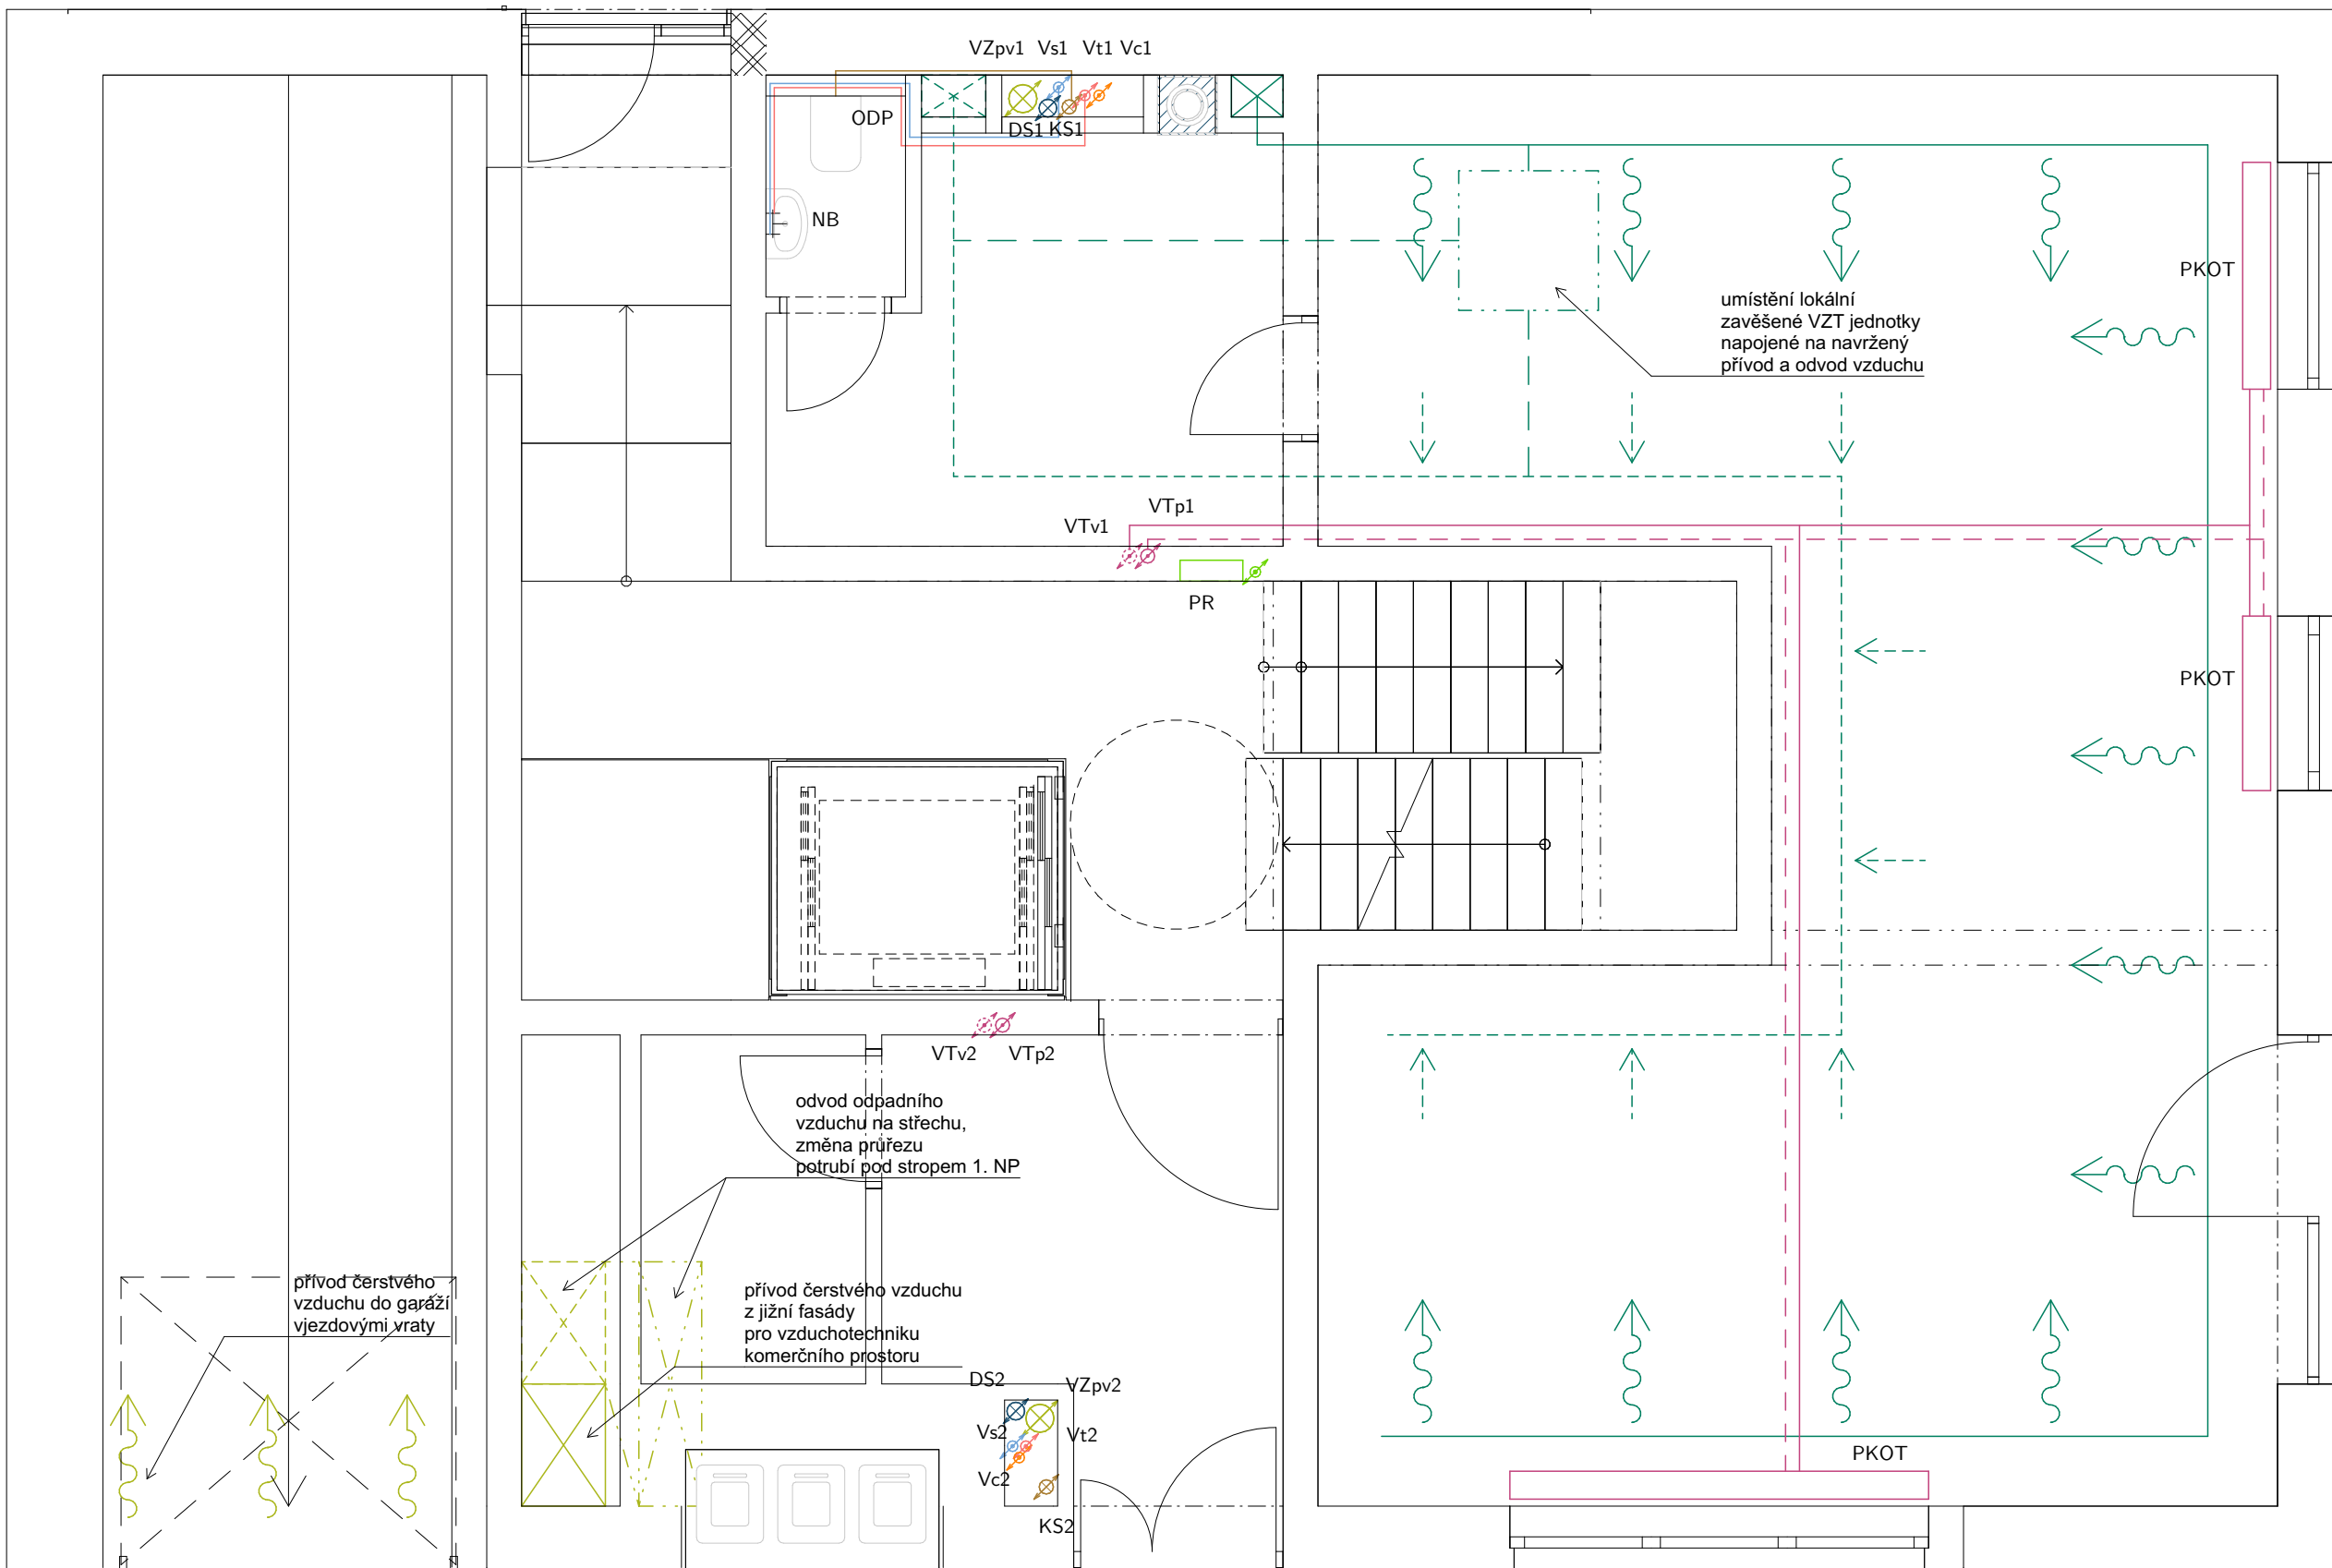 VZpv1 Vs1 Vt1 Vc1
ODP
DS1 KS1
NB
PKOT
umístění lokální
zavěšené VZT jednotky
napojené na navržený
přívod a odvod vzduchu
VTp1
VTv1
PR
PKOT
VTv2 VTp2
odvod odpadního
vzduchu na střechu,
změna průřezu
potrubí pod stropem 1. NP
přívod čerstvého
vzduchu do garáží
vjezdovými vraty
přívod čerstvého vzduchu
z jižní fasády
pro vzduchotechniku
komerčního prostoru
DS2
VZpv2
Vs2
Vt2
Vc2
KS2
PKOT